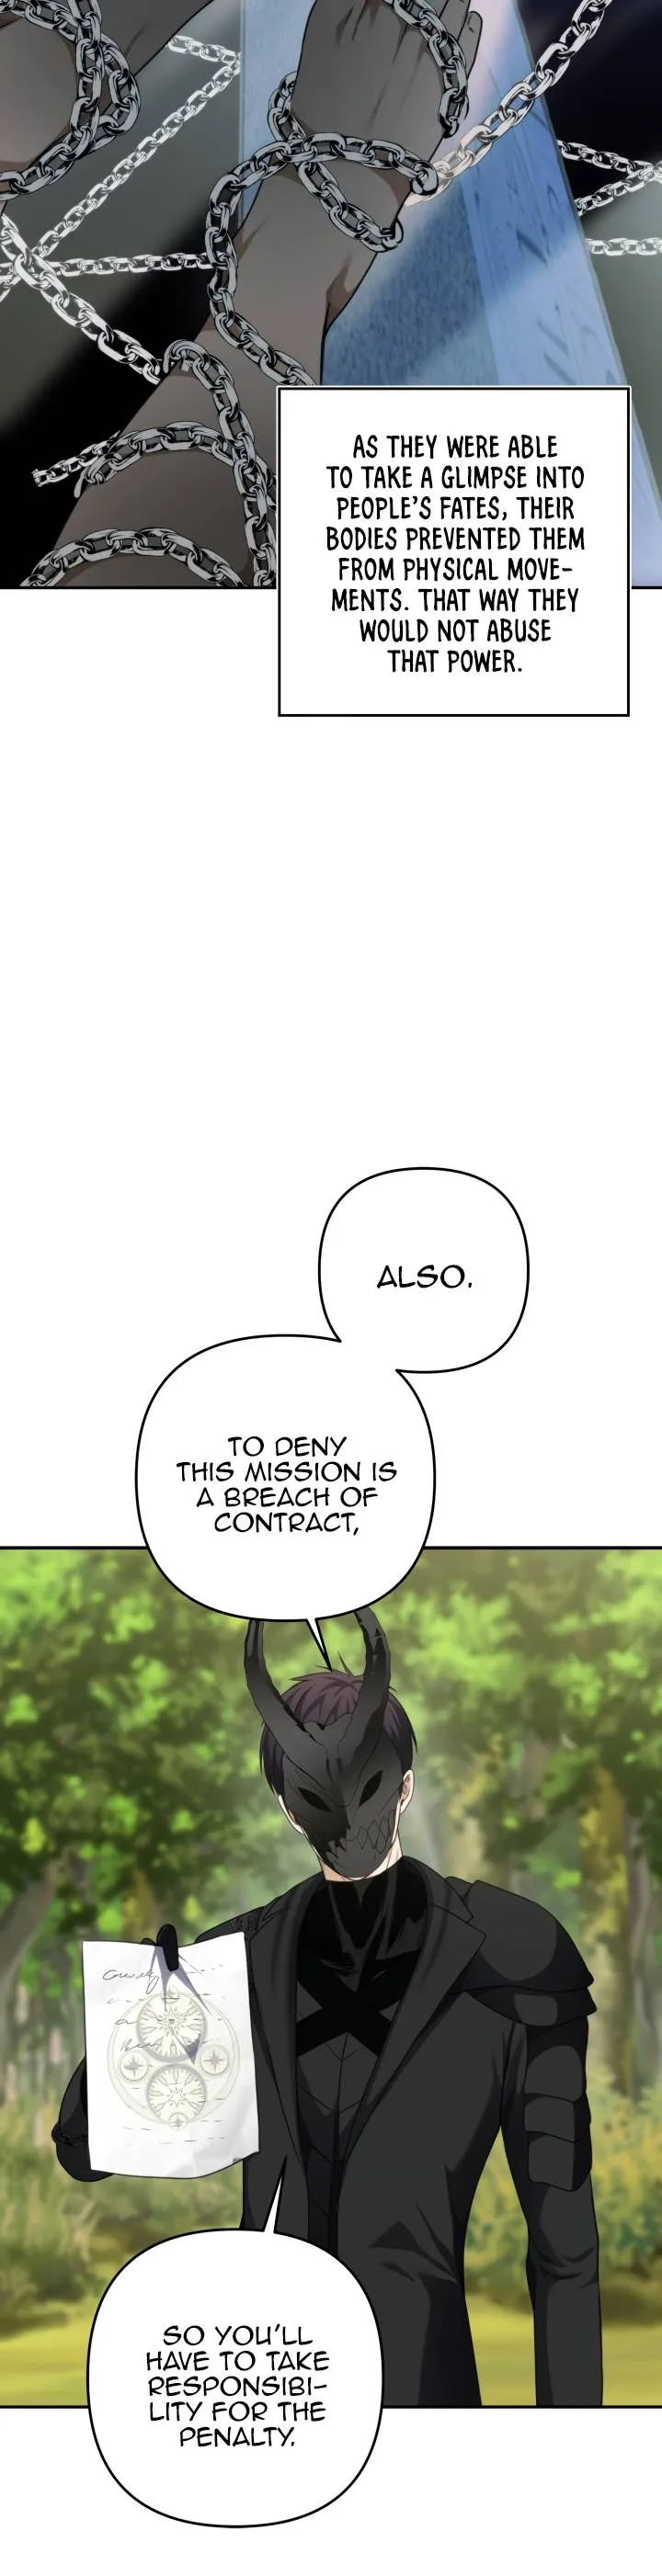 AS THEY WERE ABLE
TO TAKE A GLIMPSE INTO
PEOPLE'S FATES, THEIR
BODIES PREVENTED THEM
FROM PHYSICAL MOVE-
MENTS. THAT WAY THEY
WOULD NOT ABUSE
THAT POWER.
ALSO.
TO DENY
THIS MISSION IS
A BREACH OF
CONTRACT,
SO YOU'LL
HAVE TO TAKE
RESPONSIBI-
LITY FOR THE
PENALTY.